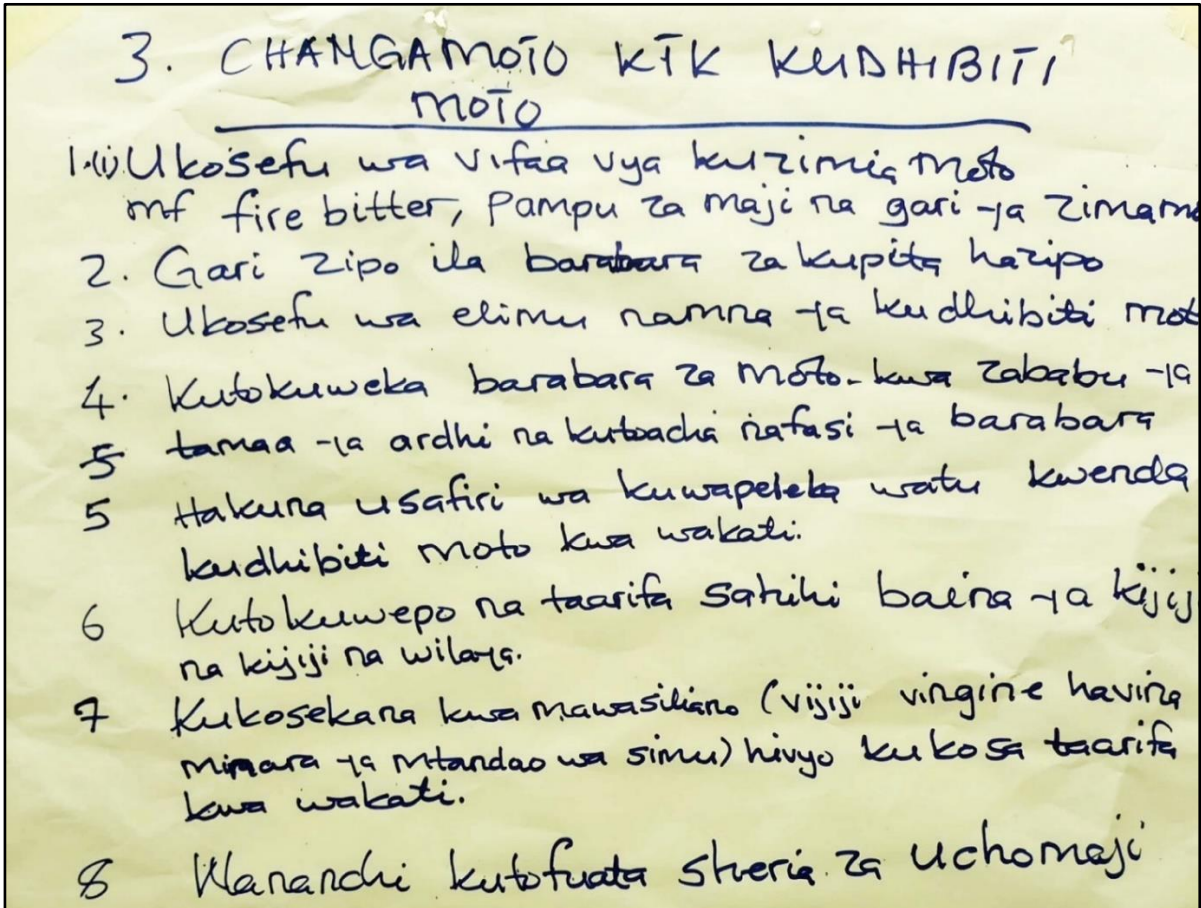 3. CHANGAMOTO KTK KUDHIBITI
MOTO
1.(i) Ukosefu wa vifaa vya kuzimia moto
mf fire bitter, Pampu za maji na gari ya Zimam
2. Gari Zipo ila barabara za kupita hazipo
3. Ukosefu wa elimu namna ya kudhibiti mot
4. Kutokuweka barabara za moto kwa Zababu ya
5 tamaa ya ardhi na kutoacha nafasi ya barabara
5 Hakuna usafiri wa kuwapeleka watu kwenda
kudhibiti moto kwa wakati.
6 Kutokuwepo na taarifa sahihi baina ya kijij
na kijiji na wilaya.
7 Kukosekana kwa mawasiliano (vijiji vingine havina
minara ya mtandao wa simu) hivyo kukosa taarifa
kwa wakati.
8 Wananchi kutofuata sheria za Uchomaji